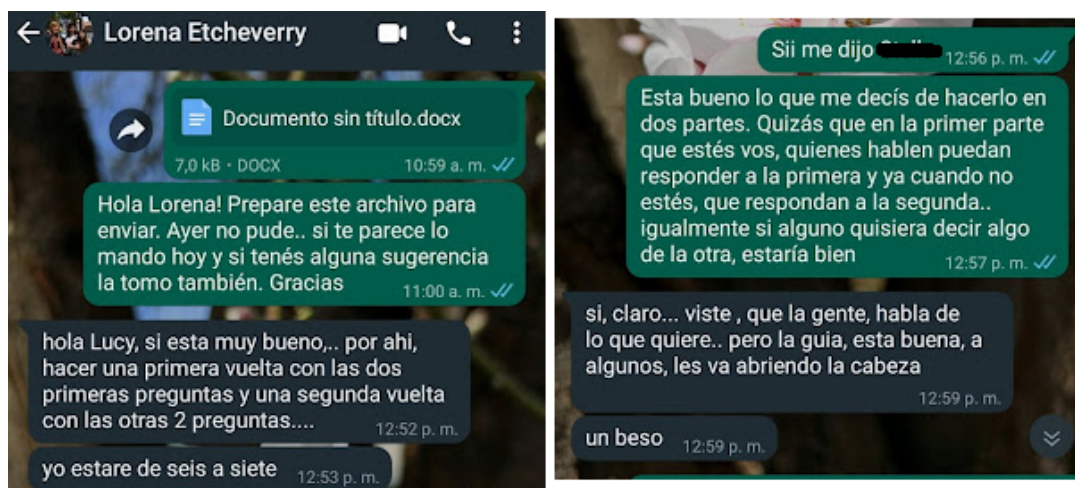 Lorena Etcheverry
Documento sin título.docx
7,0 kB · DOCX 10:59 a. m.
Hola Lorena! Prepare este archivo para
enviar. Ayer no pude.. si te parece lo
mando hoy y si tenés alguna sugerencia
la tomo también. Gracias
11:00 a. m.
hola Lucy, si esta muy bueno,.. por ahi,
hacer una primera vuelta con las dos
primeras preguntas y una segunda vuelta
con las otras 2 preguntas....
12:52 p. m.
yo estare de seis a siete 12:53 p. m.
Sii me dijo 12:56 p. m.
Esta bueno lo que me decís de hacerlo en
dos partes. Quizás que en la primer parte
que estés vos, quienes hablen puedan
responder a la primera y ya cuando no
estés, que respondan a la segunda..
igualmente si alguno quisiera decir algo
de la otra, estaría bien
12:57 p. m.
si, claro... viste , que la gente, habla de
lo que quiere.. pero la guia, esta buena, a
algunos, les va abriendo la cabeza
12:59 p. m.
un beso 12:59 p. m.